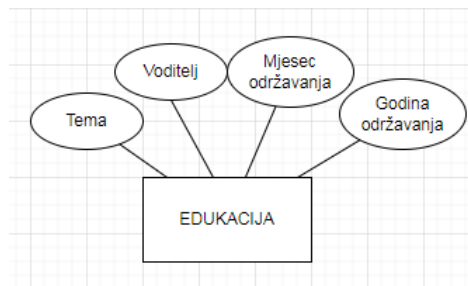 Tema
Voditelj
Mjesec
održavanja
Godina
održavanja
EDUKACIJA